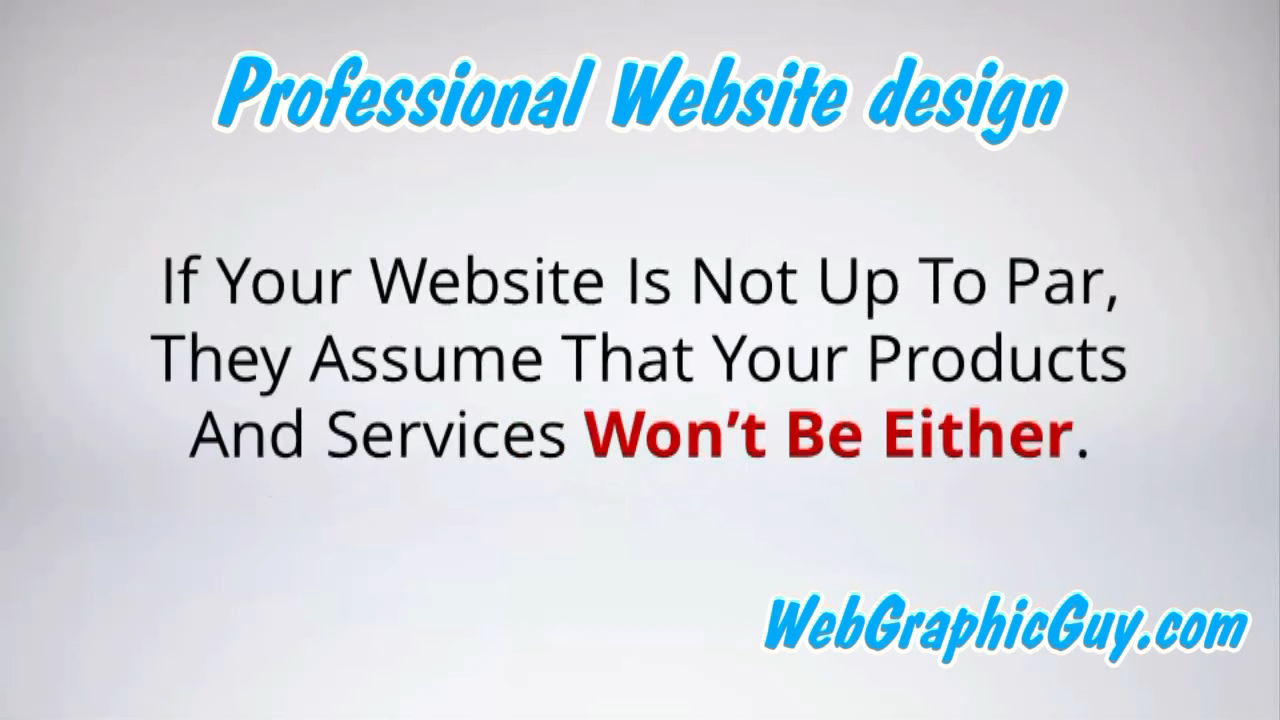 Professional Website design
If Your Website Is Not Up To Par,
They Assume That Your Products
And Services Won’t Be Either.
WebGraphicGuy.com